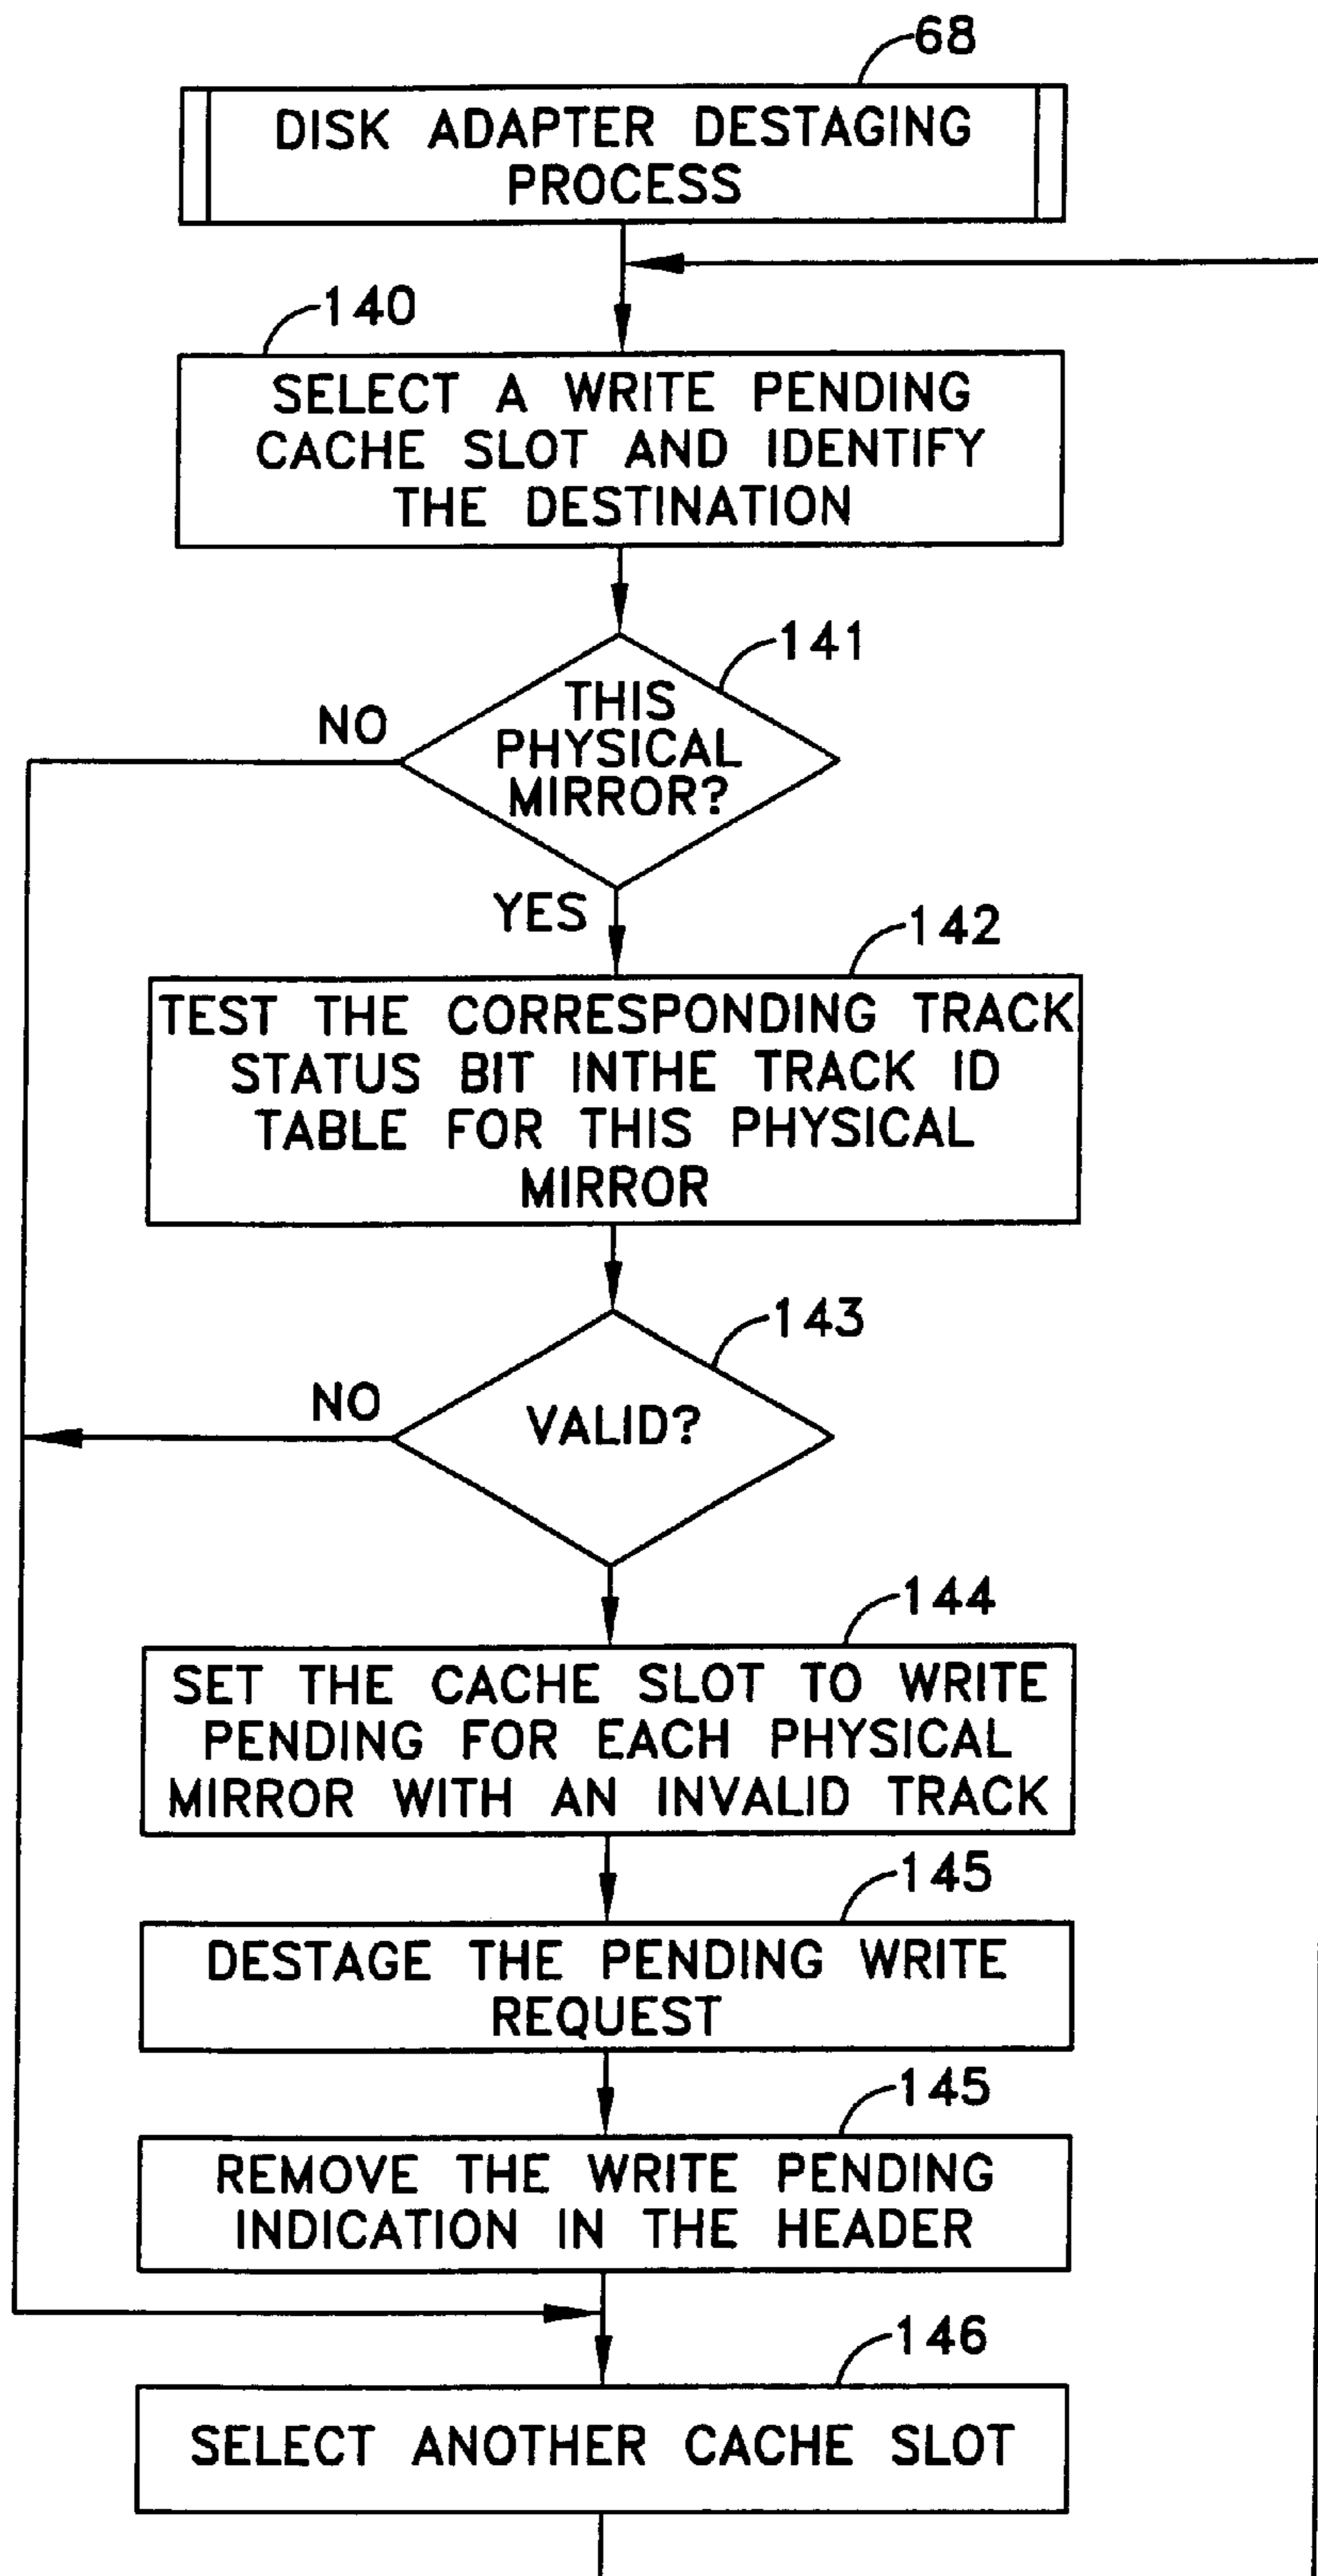 68
DISK ADAPTER DESTAGING
PROCESS
140
SELECT A WRITE PENDING
CACHE SLOT AND IDENTIFY
THE DESTINATION
141
THIS
PHYSICAL
MIRROR?
NO
YES
142
TEST THE CORRESPONDING TRACK
STATUS BIT INTHE TRACK ID
TABLE FOR THIS PHYSICAL
MIRROR
143
VALID?
NO
144
SET THE CACHE SLOT TO WRITE
PENDING FOR EACH PHYSICAL
MIRROR WITH AN INVALID TRACK
145
DESTAGE THE PENDING WRITE
REQUEST
145
REMOVE THE WRITE PENDING
INDICATION IN THE HEADER
146
SELECT ANOTHER CACHE SLOT